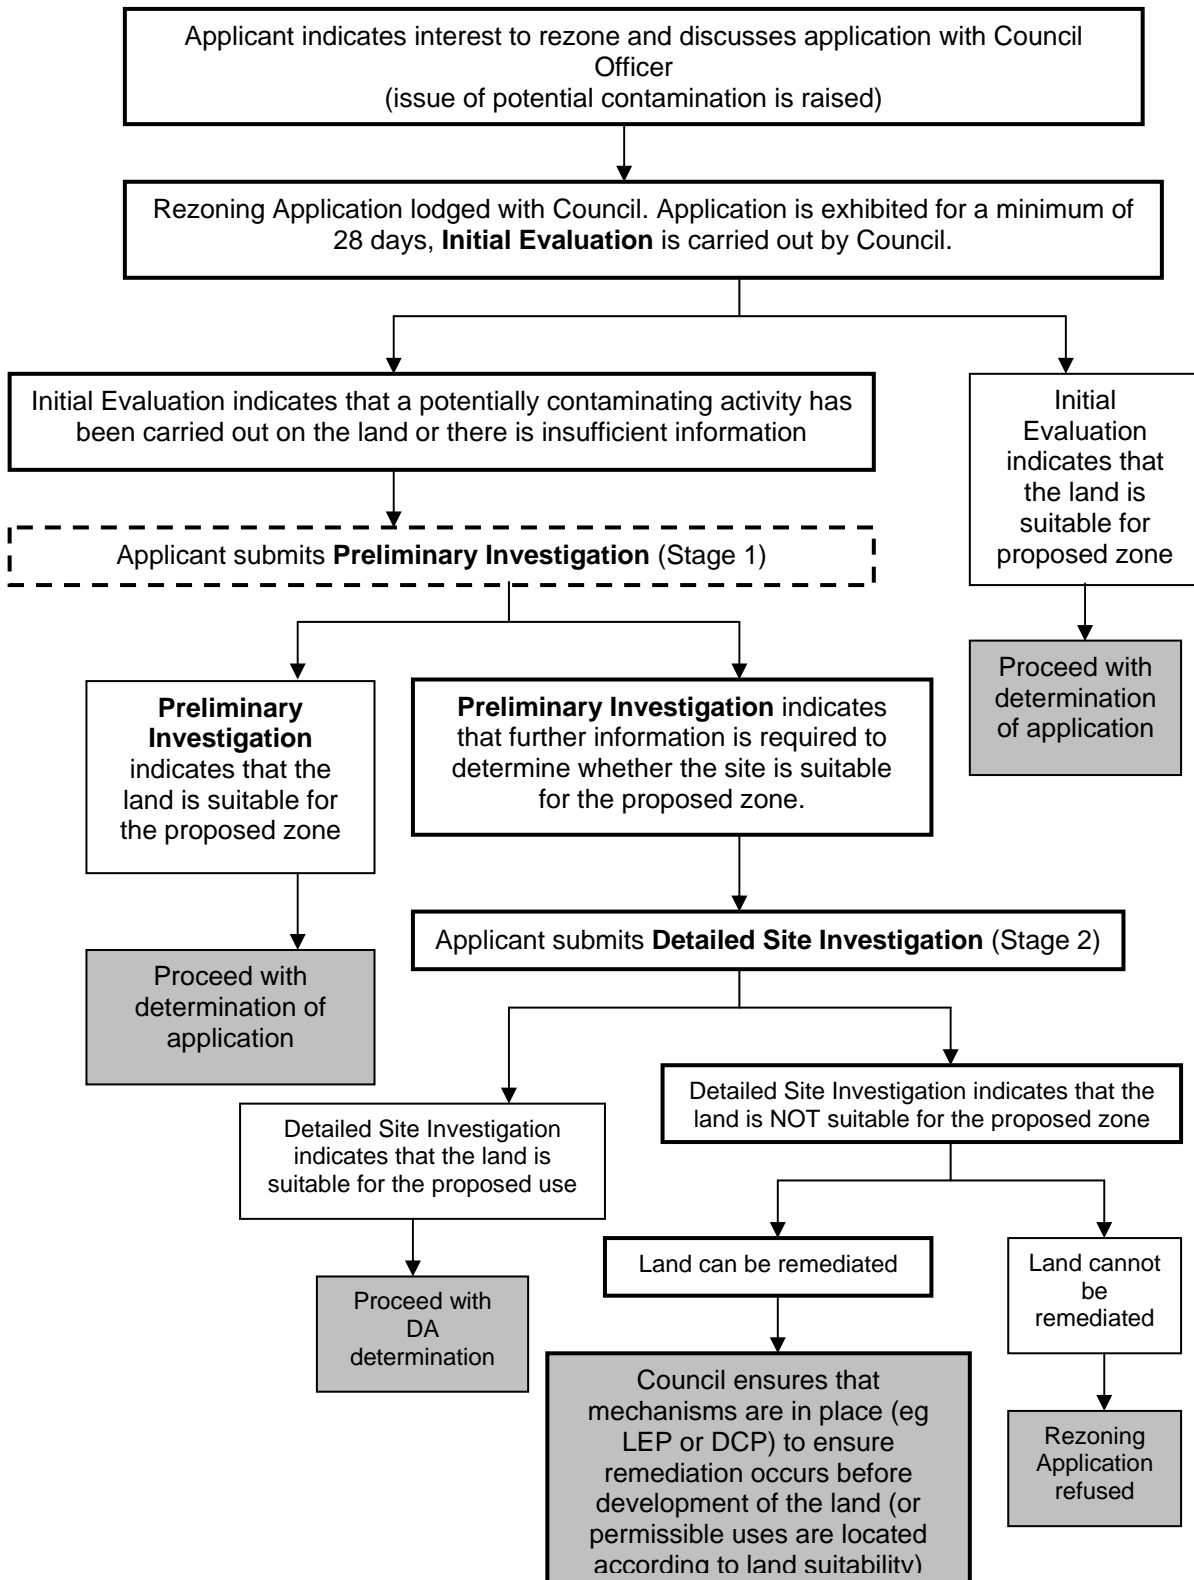 Applicant indicates interest to rezone and discusses application with Council
Officer
(issue of potential contamination is raised)
Rezoning Application lodged with Council. Application is exhibited for a minimum of
28 days, Initial Evaluation is carried out by Council.
Initial Evaluation indicates that a potentially contaminating activity has
been carried out on the land or there is insufficient information
Initial
Evaluation
indicates that
the land is
suitable for
proposed zone
Applicant submits Preliminary Investigation (Stage 1)
Proceed with
determination
of application
Preliminary
Investigation
indicates that the
land is suitable for
the proposed zone
Preliminary Investigation indicates
that further information is required to
determine whether the site is suitable
for the proposed zone.
Applicant submits Detailed Site Investigation (Stage 2)
Proceed with
determination of
application
Detailed Site Investigation indicates that the
land is NOT suitable for the proposed zone
Detailed Site Investigation
indicates that the land is
suitable for the proposed use
Land can be remediated
Land cannot
be
remediated
Proceed with
DA
determination
Council ensures that
mechanisms are in place (eg
LEP or DCP) to ensure
remediation occurs before
development of the land (or
permissible uses are located
according to land suitability)
Rezoning
Application
refused